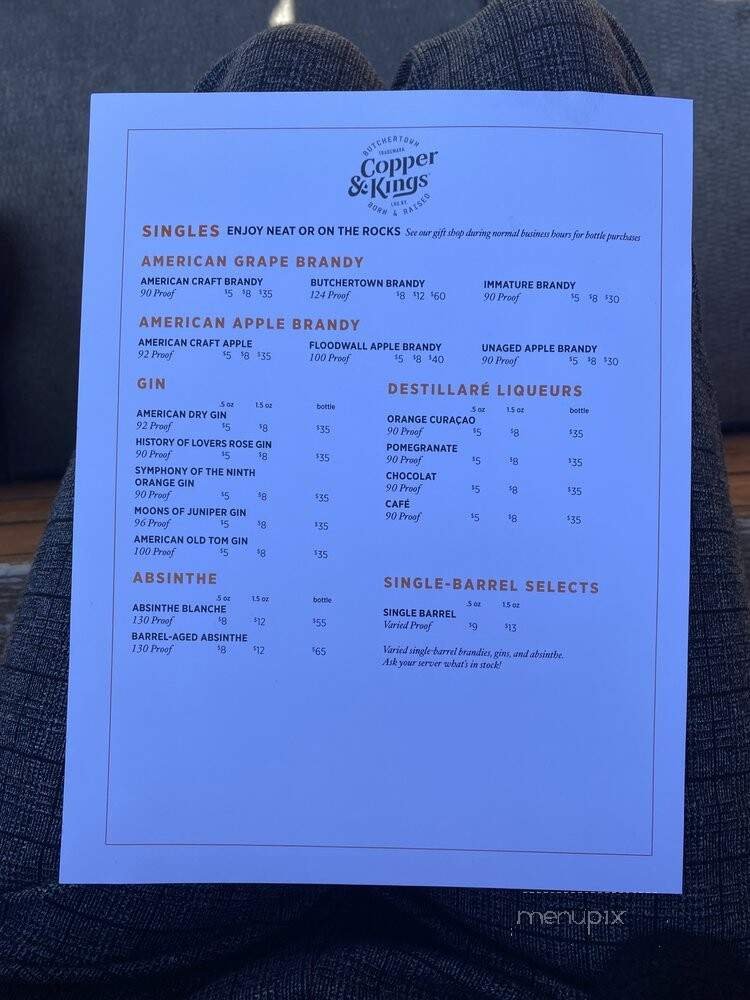 BUTCHERTOWN
TRADEMARK
Copper
& Kings
LOU.KY.
BORN & RAISED
SINGLES ENJOY NEAT OR ON THE ROCKS See our gift shop during normal business hours for bottle purchases
AMERICAN GRAPE BRANDY
AMERICAN CRAFT BRANDY BUTCHERTOWN BRANDY IMMATURE BRANDY
90 Proof $5 $8 $35 124 Proof $8 $12 $60 90 Proof $5 $8 $30
AMERICAN APPLE BRANDY
AMERICAN CRAFT APPLE FLOODWALL APPLE BRANDY UNAGED APPLE BRANDY
92 Proof $5 $8 $35 100 Proof $5 $8 $40 90 Proof $5 $8 $30
GIN
.5 oz 1.5 oz bottle
AMERICAN DRY GIN
92 Proof $5 $8 $35
HISTORY OF LOVERS ROSE GIN
90 Proof $5 $8 $35
SYMPHONY OF THE NINTH
ORANGE GIN
90 Proof $5 $8 $35
MOONS OF JUNIPER GIN
96 Proof $5 $8 $35
AMERICAN OLD TOM GIN
100 Proof $5 $8 $35
DESTILLARÉ LIQUEURS
.5 oz 1.5 oz bottle
ORANGE CURAÇAO
90 Proof $5 $8 $35
POMEGRANATE
90 Proof $5 $8 $35
CHOCOLAT
90 Proof $5 $8 $35
CAFÉ
90 Proof $5 $8 $35
ABSINTHE
.5 oz 1.5 oz bottle
ABSINTHE BLANCHE
130 Proof $8 $12 $55
BARREL-AGED ABSINTHE
130 Proof $8 $12 $65
SINGLE-BARREL SELECTS
.5 oz 1.5 oz
SINGLE BARREL
Varied Proof $9 $13
Varied single-barrel brandies, gins, and absinthe.
Ask your server what's in stock!
menupix